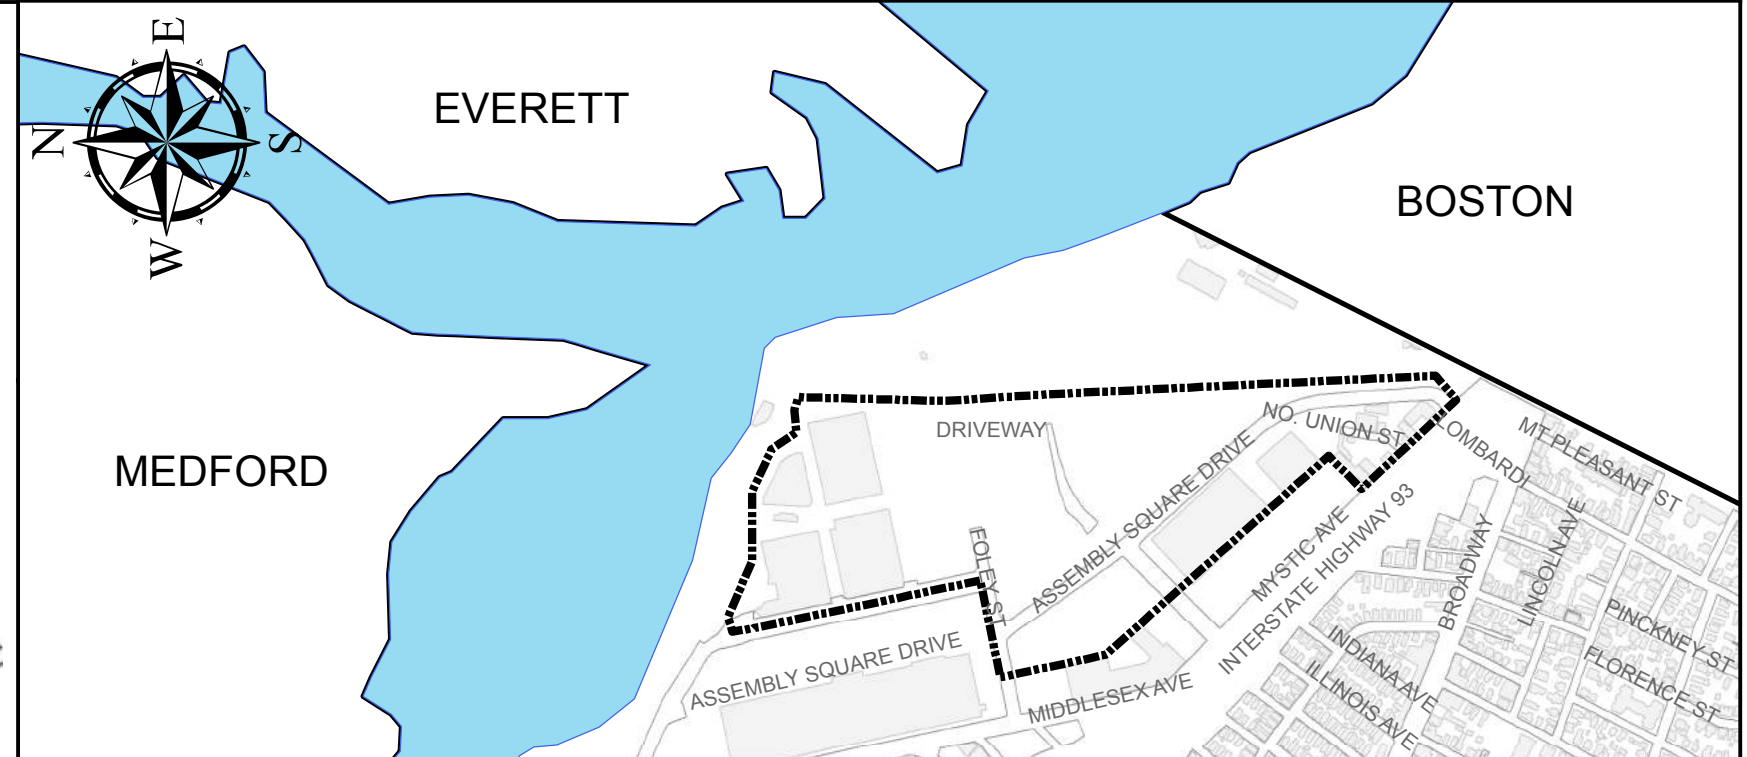 E
N
S
W
EVERETT
BOSTON
MEDFORD
DRIVEWAY
NO. UNION ST
LOMBARDI
MT PLEASANT ST
ASSEMBLY SQUARE DRIVE
FOLEY ST
MYSTIC AVE
INTERSTATE HIGHWAY 93
BROADWAY
LINCOLN AVE
PINCKNEY ST
FLORENCE ST
INDIANA AVE
ILLINOIS AVE
ASSEMBLY SQUARE DRIVE
MIDDLESEX AVE